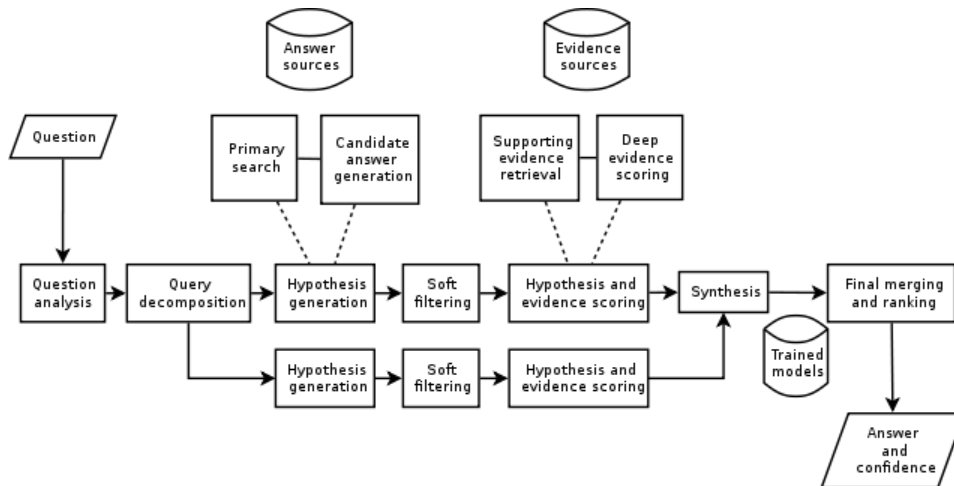 Answer
sources
Evidence
sources
Question
Primary
search
Candidate
answer
generation
Supporting
evidence
retrieval
Deep
evidence
scoring
Question
analysis
Query
decomposition
Hypothesis
generation
Soft
filtering
Hypothesis and
evidence scoring
Synthesis
Final merging
and ranking
Hypothesis
generation
Soft
filtering
Hypothesis and
evidence scoring
Trained
models
Answer
and
confidence